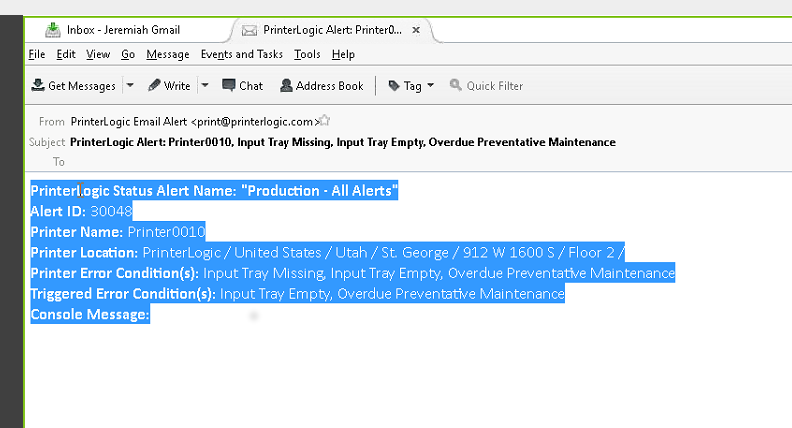 Inbox - Jeremiah Gmail
PrinterLogic Alert: Printer0...
File Edit View Go Message Events and Tasks Tools Help
Get Messages Write Chat Address Book Tag Quick Filter
From PrinterLogic Email Alert <print@printerlogic.com>
Subject PrinterLogic Alert: Printer0010, Input Tray Missing, Input Tray Empty, Overdue Preventative Maintenance
To
PrinterLogic Status Alert Name: "Production - All Alerts"
Alert ID: 30048
Printer Name: Printer0010
Printer Location: PrinterLogic / United States / Utah / St. George / 912 W 1600 S / Floor 2 /
Printer Error Condition(s): Input Tray Missing, Input Tray Empty, Overdue Preventative Maintenance
Triggered Error Condition(s): Input Tray Empty, Overdue Preventative Maintenance
Console Message: